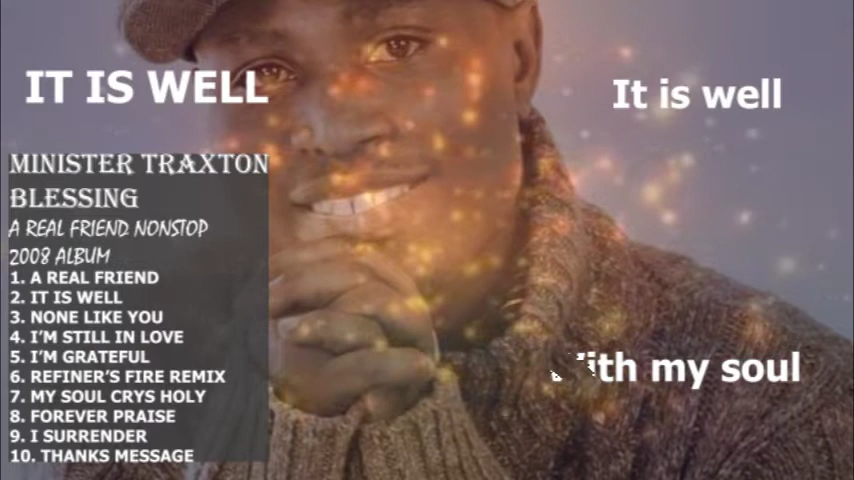 IT IS WELL
It is well
MINISTER TRAXTON
BLESSING
A REAL FRIEND NONSTOP
2008 ALBUM
1. A REAL FRIEND
2. IT IS WELL
3. NONE LIKE YOU
4. I'M STILL IN LOVE
5. I'M GRATEFUL
6. REFINER'S FIRE REMIX
7. MY SOUL CRYS HOLY
8. FOREVER PRAISE
9. I SURRENDER
10. THANKS MESSAGE
With my soul